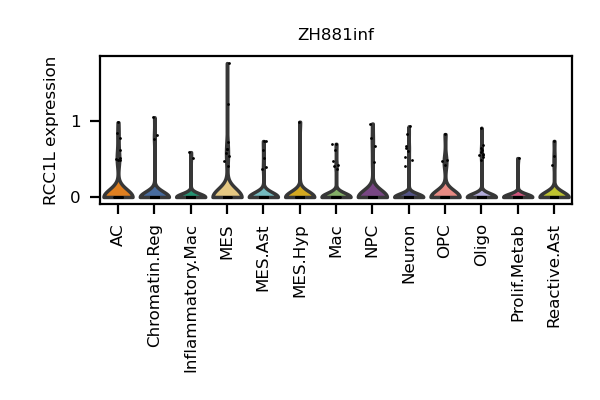 ZH881inf
RCC1L expression
1
0
AC
Chromatin.Reg
Inflammatory.Mac
MES
MES.Ast
MES.Hyp
Mac
NPC
Neuron
OPC
Oligo
Prolif.Metab
Reactive.Ast